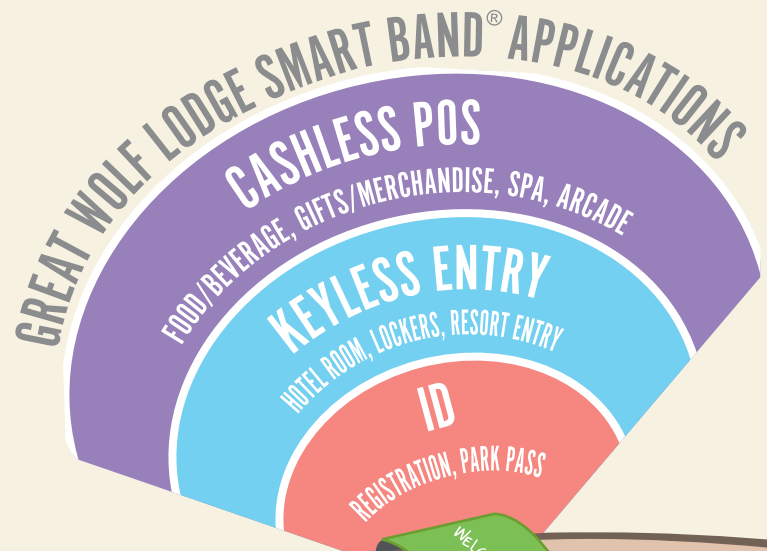 GREAT WOLF LODGE SMART BAND® APPLICATIONS
CASHLESS POS
FOOD/BEVERAGE, GIFTS/MERCHANDISE, SPA, ARCADE
KEYLESS ENTRY
HOTEL ROOM, LOCKERS, RESORT ENTRY
ID
REGISTRATION, PARK PASS